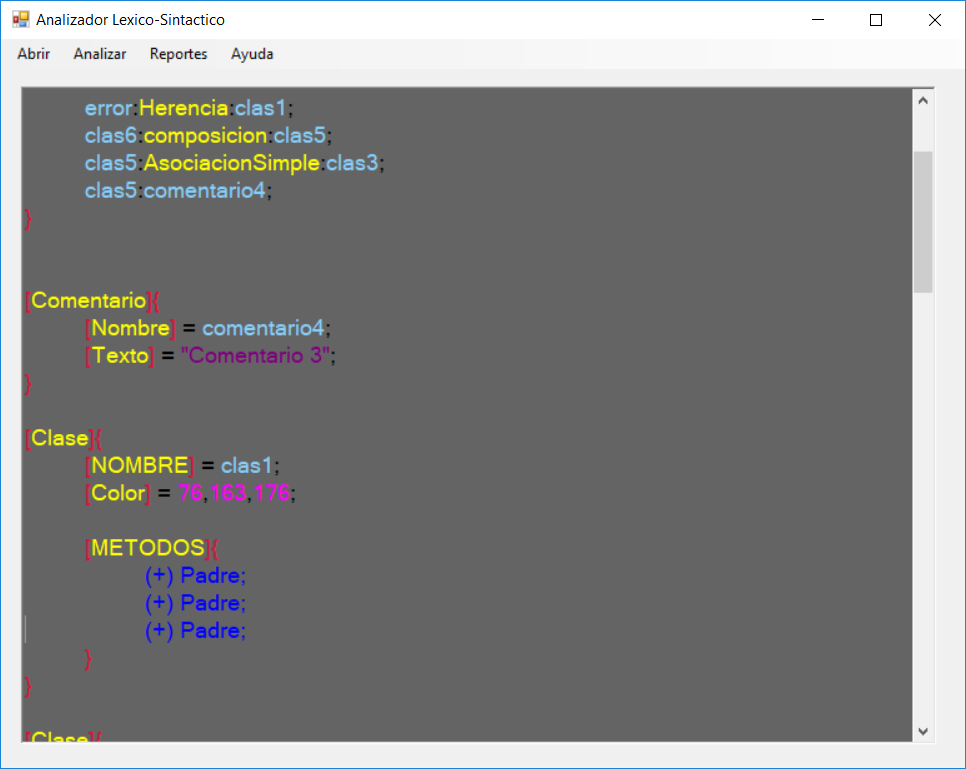 Analizador Lexico-Sintactico
Abrir Analizar Reportes Ayuda
error:Herencia:clas1;
clas6:composicion:clas5;
clas5:AsociacionSimple:clas3;
clas5:comentario4;
}
[Comentario]{
[Nombre] = comentario4;
[Texto] = "Comentario 3";
}
[Clase]{
[NOMBRE] = clas1;
[Color] = 76,163,176;
[METODOS]{
(+) Padre;
(+) Padre;
(+) Padre;
}
}
[Clase]{